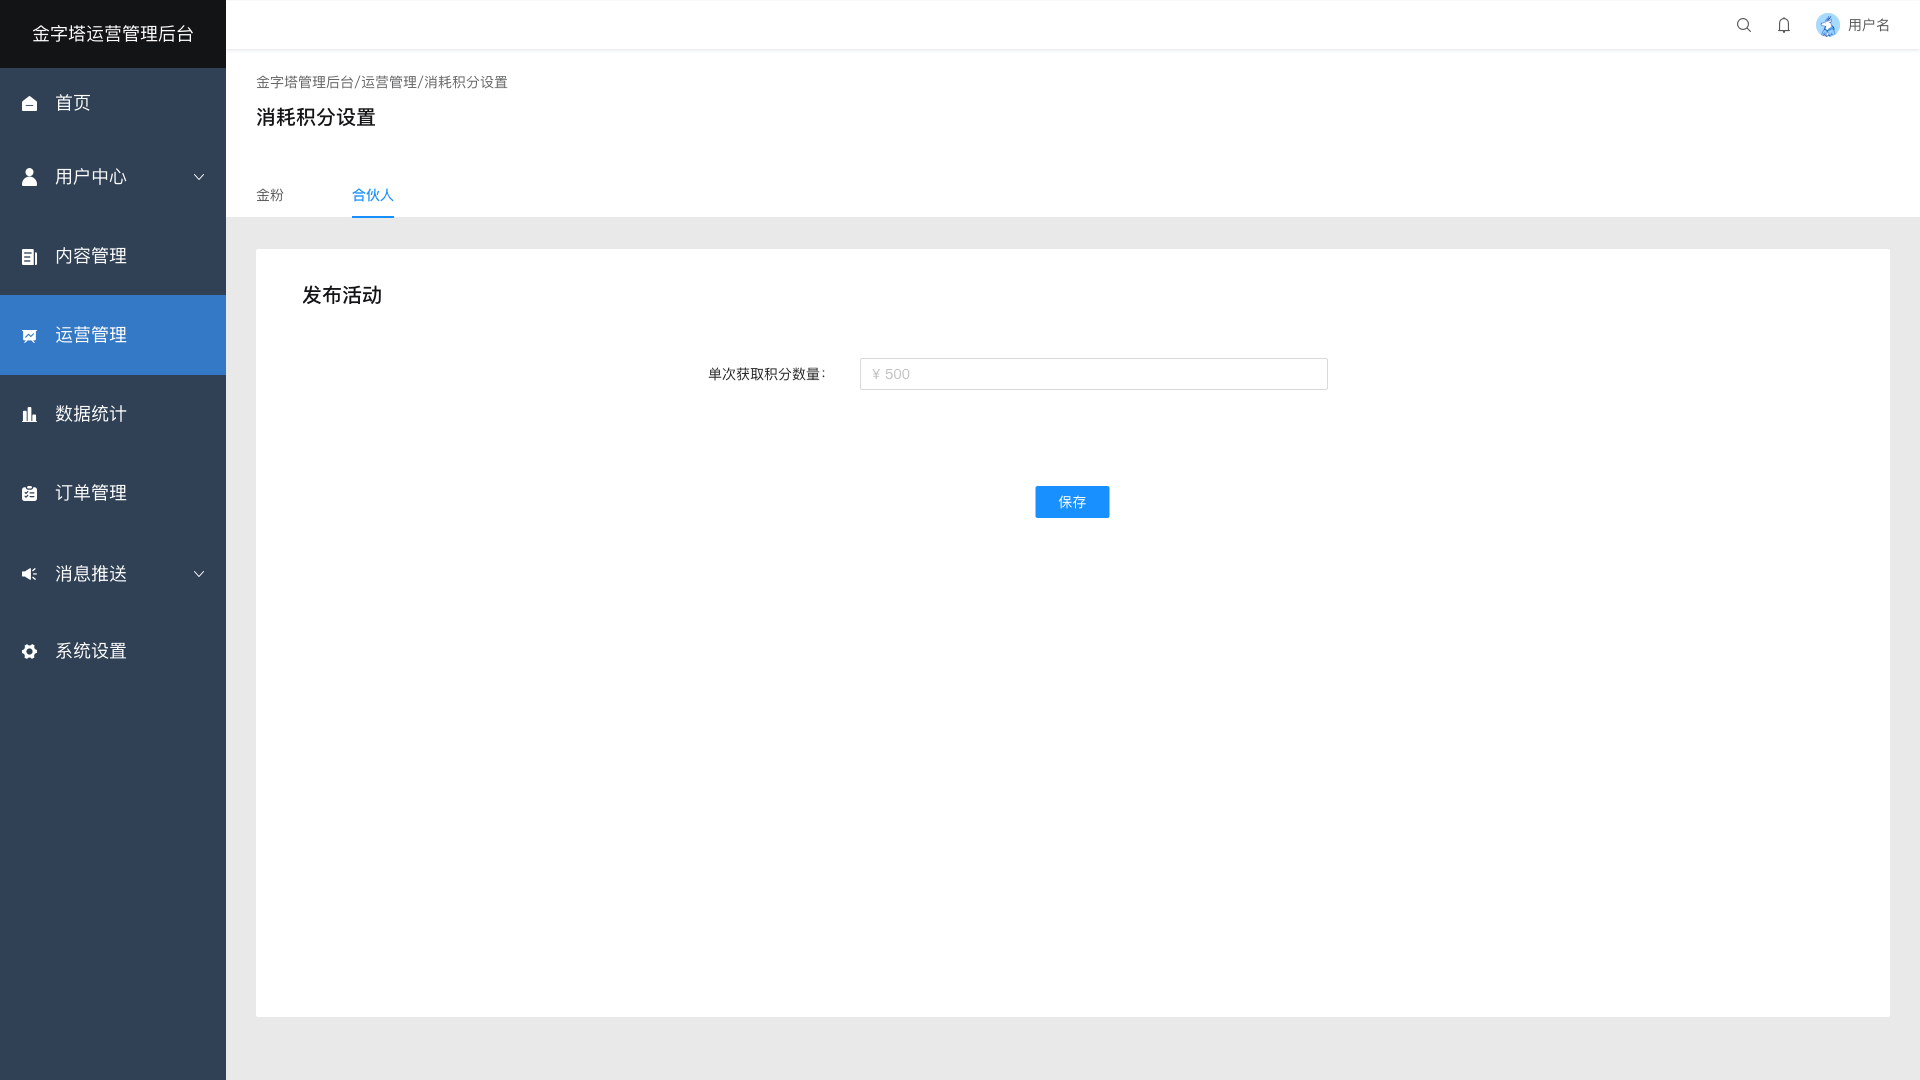 金字塔运营管理后台
首页
用户中心
内容管理
运营管理
数据统计
订单管理
消息推送
系统设置
用户名
金字塔管理后台/运营管理/消耗积分设置
消耗积分设置
金粉
合伙人
发布活动
单次获取积分数量：
¥ 500
保存